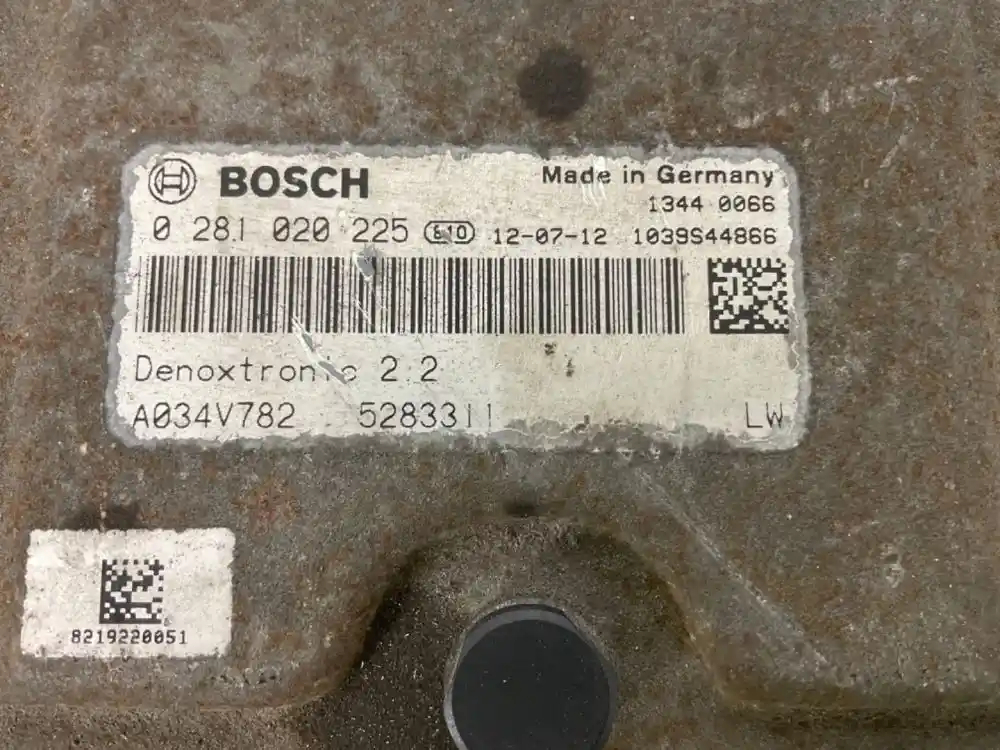 BOSCH Made in Germany
1344 0066
0 281 020 225 12-07-12 1039S44866
Denoxtronic 2.2
A034V782 5283311
LW
8219220051